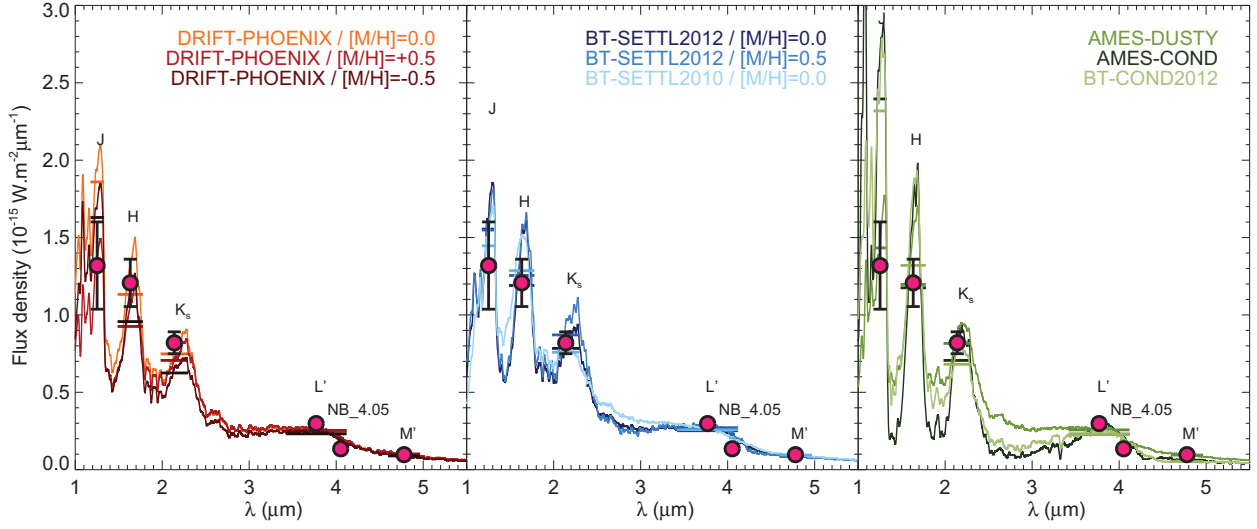 3.0
2.5
2.0
1.5
1.0
0.5
0.0
Flux density (10⁻¹⁵ W.m⁻²μm⁻¹)
DRIFT-PHOENIX / [M/H]=0.0
DRIFT-PHOENIX / [M/H]=+0.5
DRIFT-PHOENIX / [M/H]=-0.5
J
H
Kₛ
L'
NB_4.05
M'
1 2 3 4 5
λ (μm)
BT-SETTL2012 / [M/H]=0.0
BT-SETTL2012 / [M/H]=0.5
BT-SETTL2010 / [M/H]=0.0
J
H
Kₛ
L'
NB_4.05
M'
1 2 3 4 5
λ (μm)
AMES-DUSTY
AMES-COND
BT-COND2012
J
H
Kₛ
L'
NB_4.05
M'
1 2 3 4 5
λ (μm)